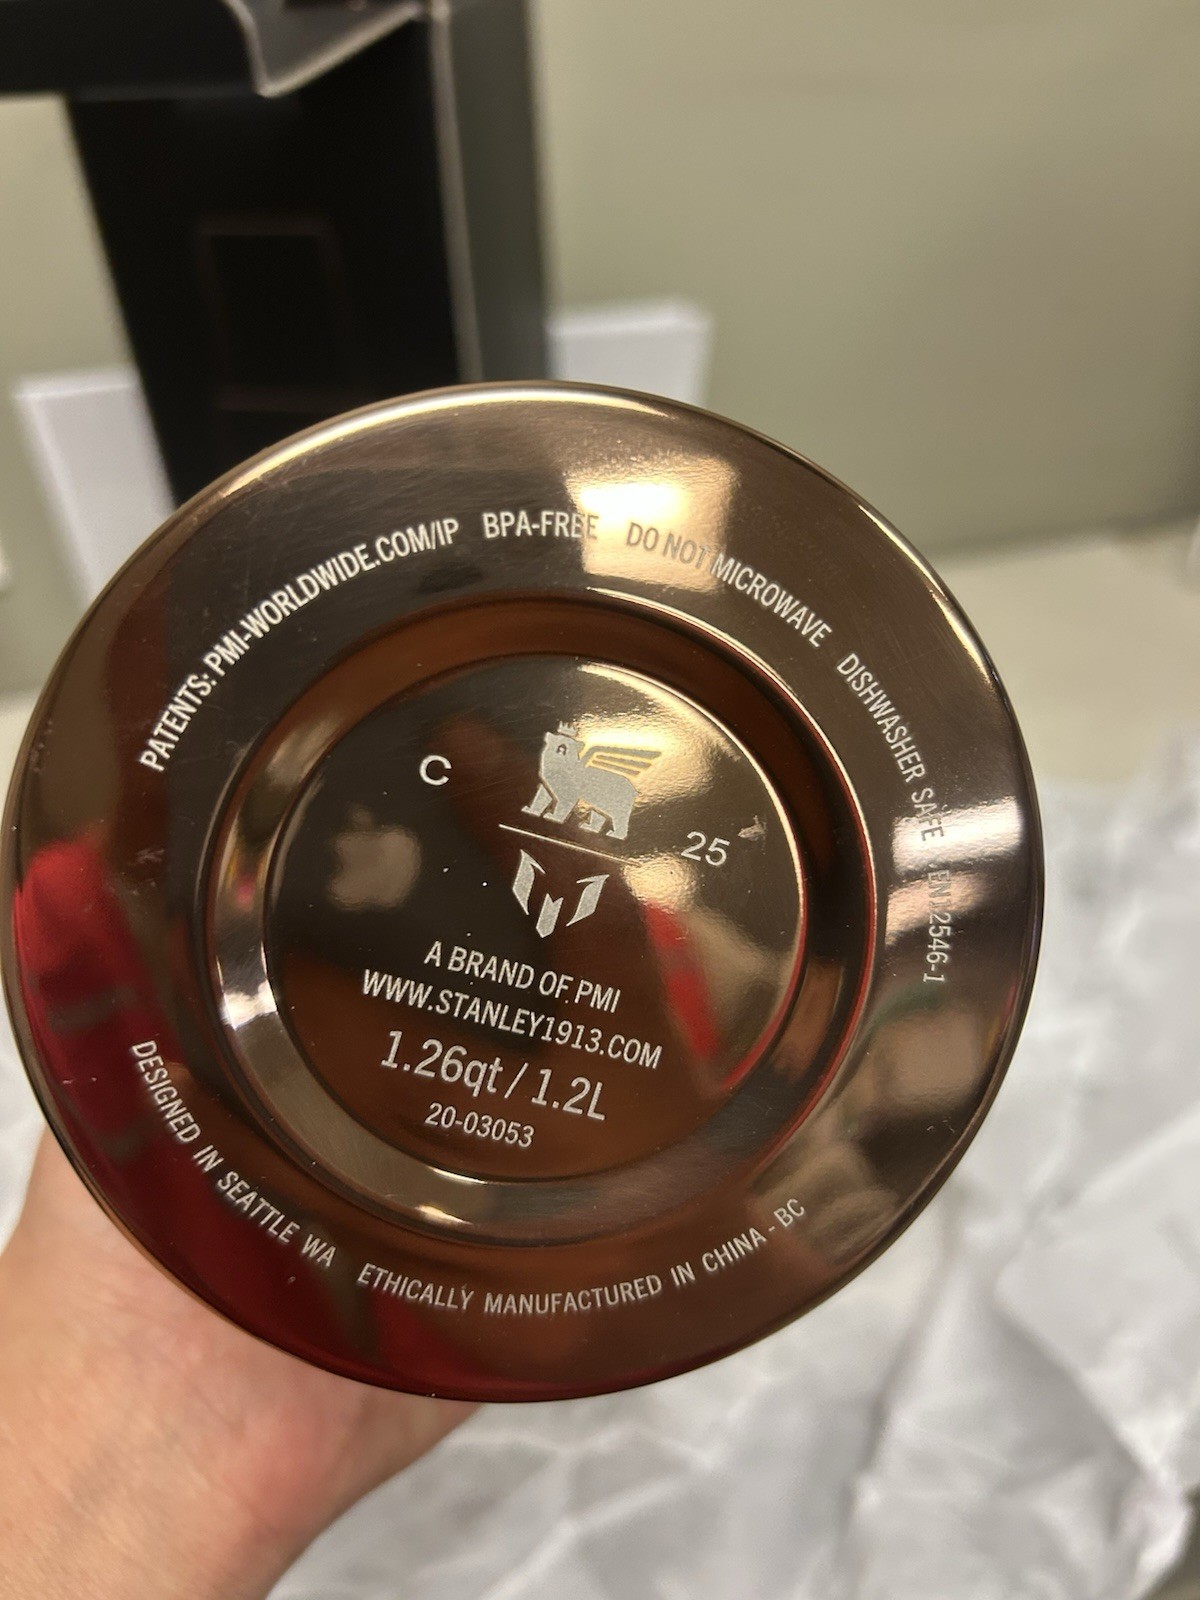 PATENTS: PMI-WORLDWIDE.COM/IP BPA-FREE DO NOT MICROWAVE DISHWASHER SAFE EN12546-1
C
25
A BRAND OF PMI
WWW.STANLEY1913.COM
1.26qt / 1.2L
20-03053
DESIGNED IN SEATTLE WA ETHICALLY MANUFACTURED IN CHINA - BC